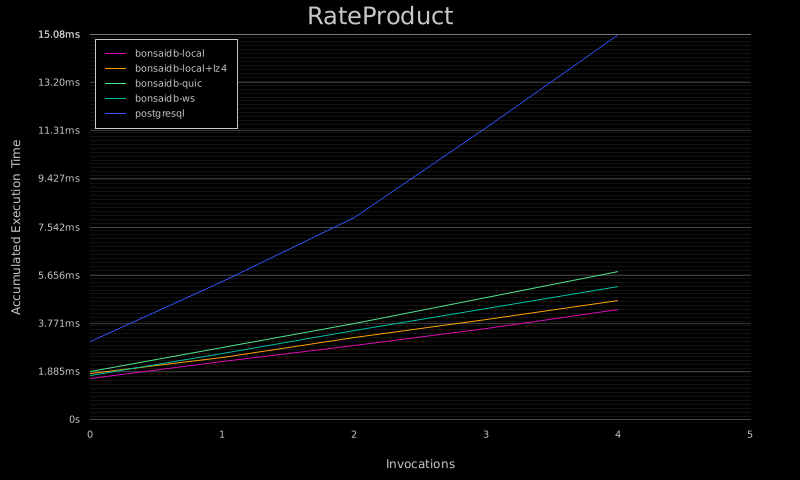 RateProduct
15.08ms
13.20ms
11.31ms
9.427ms
7.542ms
5.656ms
3.771ms
1.885ms
0s
Accumulated Execution Time
bonsaidb-local
bonsaidb-local+lz4
bonsaidb-quic
bonsaidb-ws
postgresql
0 1 2 3 4 5
Invocations